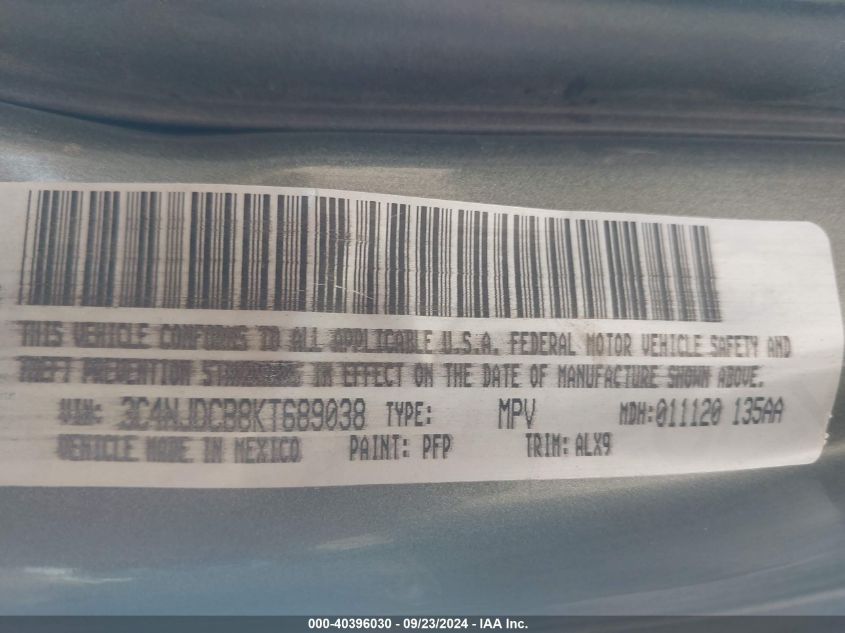 THIS VEHICLE CONFORMS TO ALL APPLICABLE U.S.A. FEDERAL MOTOR VEHICLE SAFETY AND
THEFT PREVENTION STANDARDS IN EFFECT ON THE DATE OF MANUFACTURE SHOWN ABOVE.
VIN: 3C4NJDCB8KT689038 TYPE: MPV MDH:011120 135AA
VEHICLE MADE IN MEXICO PAINT: PFP TRIM: ALX9
000-40396030 - 09/23/2024 - IAA Inc.